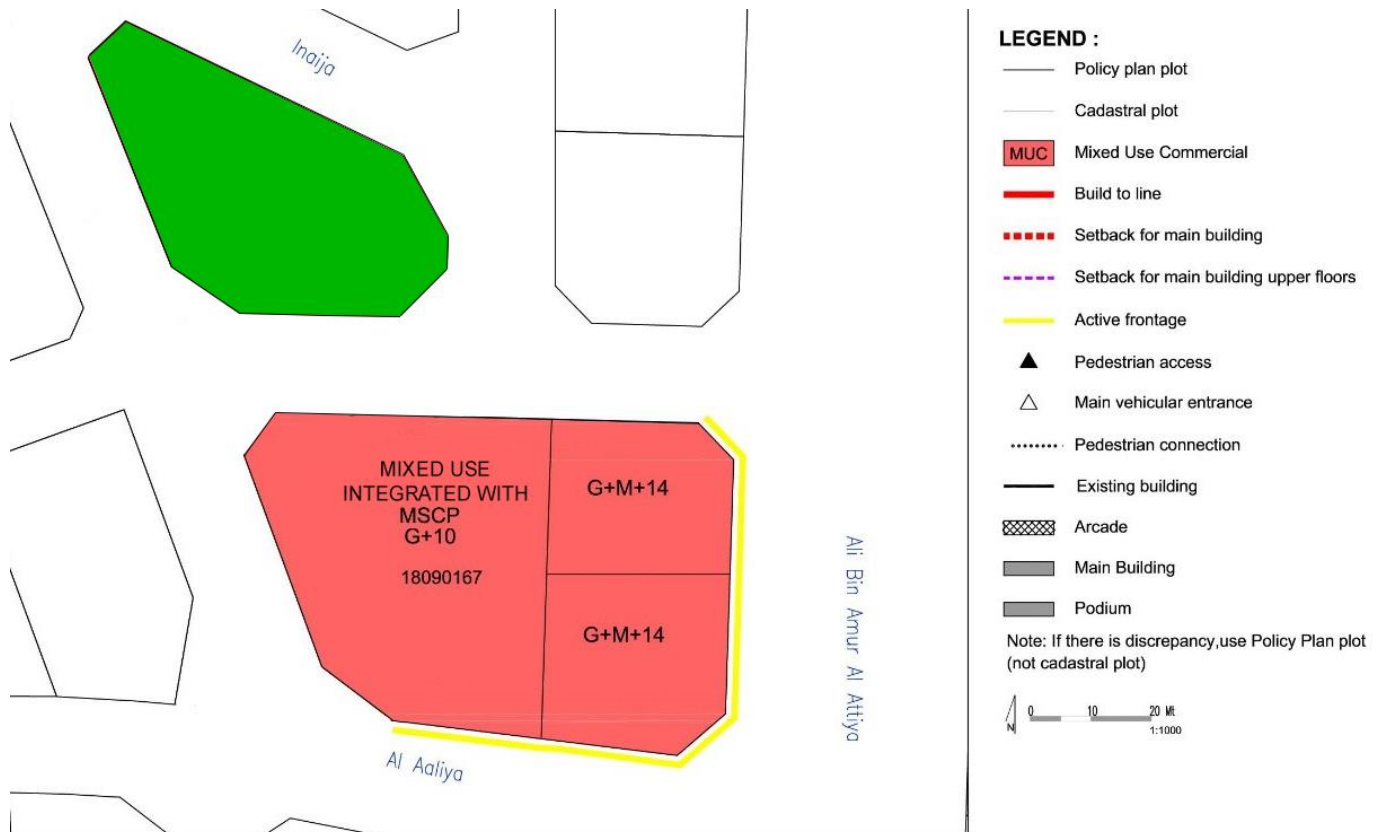 Inaija
MIXED USE
INTEGRATED WITH
MSCP
G+10
18090167
G+M+14
G+M+14
Ali Bin Amur Al Attiya
Al Aaliya
LEGEND :
Policy plan plot
Cadastral plot
MUC Mixed Use Commercial
Build to line
Setback for main building
Setback for main building upper floors
Active frontage
Pedestrian access
Main vehicular entrance
Pedestrian connection
Existing building
Arcade
Main Building
Podium
Note: If there is discrepancy,use Policy Plan plot
(not cadastral plot)
N 0 10 20 Mt
1:1000